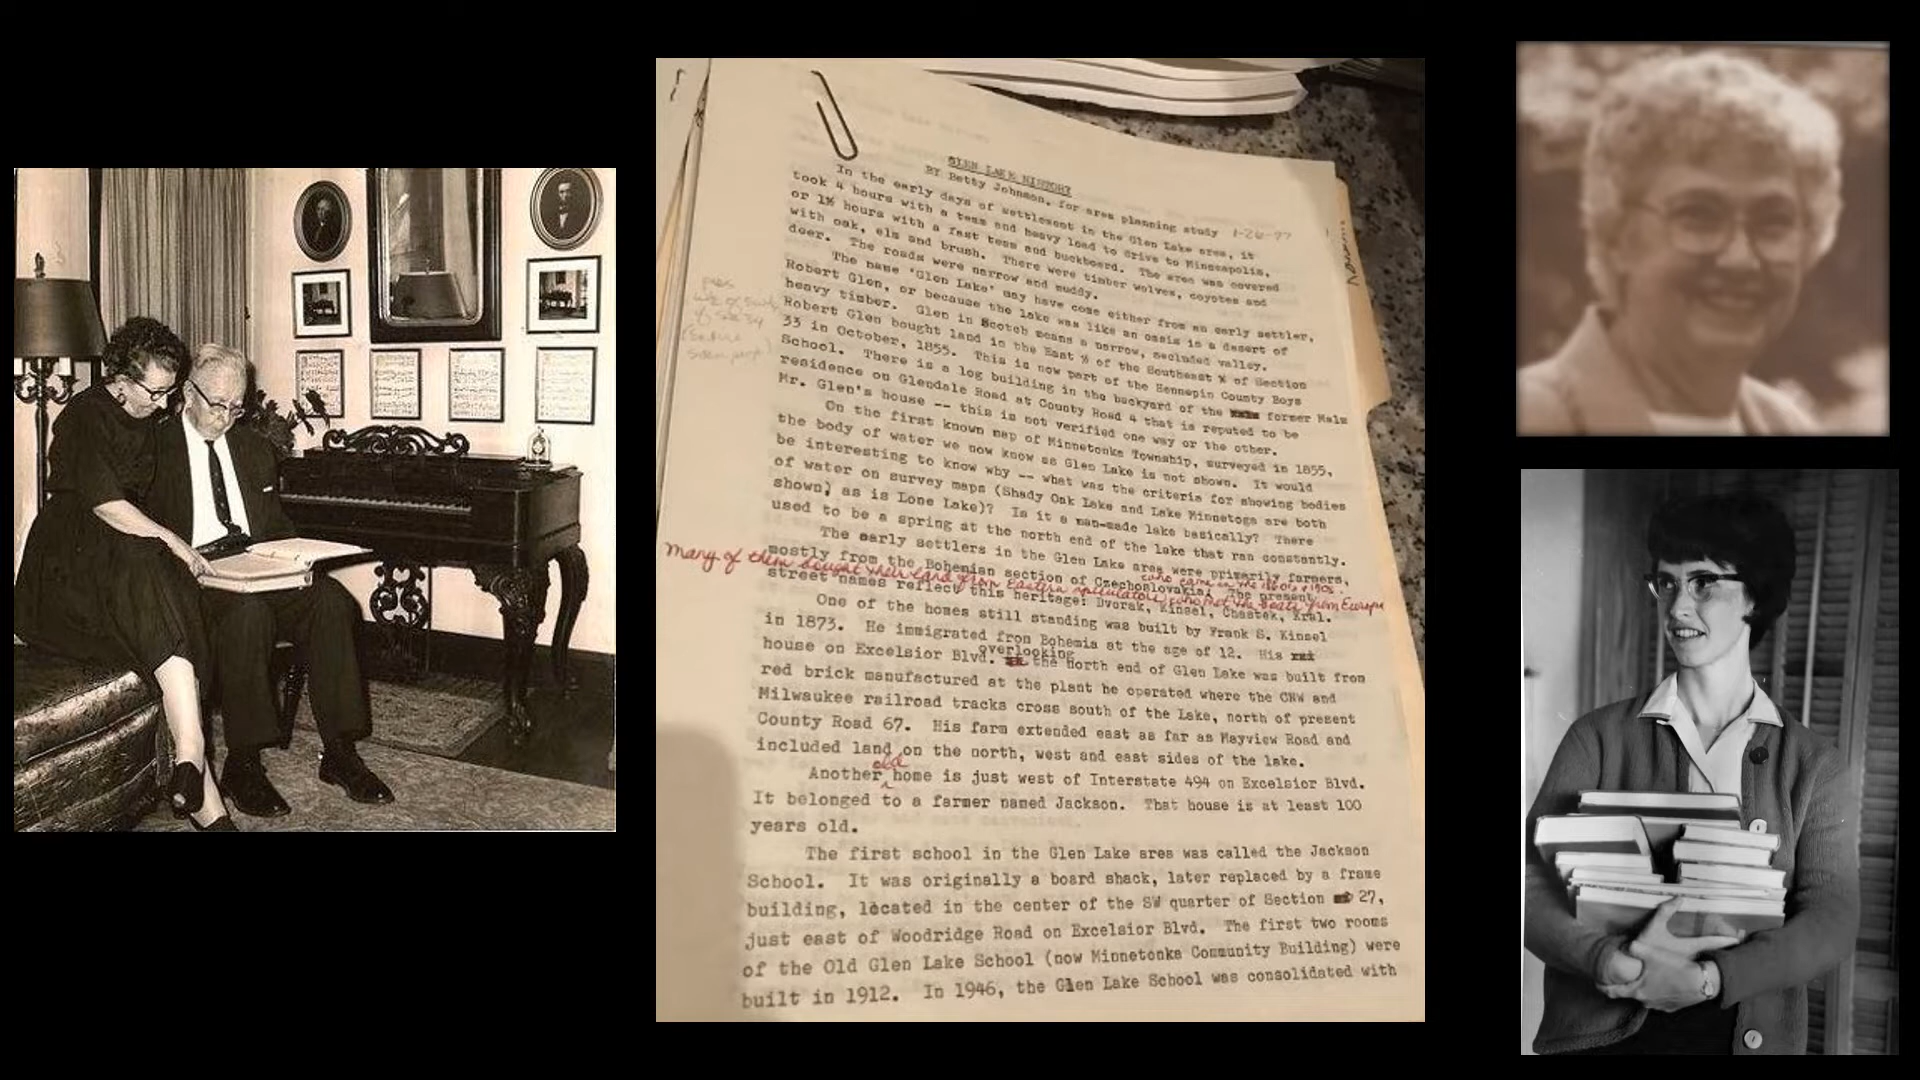 GLEN LAKE HISTORY
BY Betty Johnson, for area planning study 1-26-77
In the early days of settlement in the Glen Lake area, it
took 4 hours with a team and heavy load to drive to Minneapolis,
or 1½ hours with a fast team and buckboard. The area was covered
with oak, elm and brush. There were timber wolves, coyotes and
deer. The roads were narrow and muddy.
The name 'Glen Lake' may have come either from an early settler,
Robert Glen, or because the lake was like an oasis in a desert of
heavy timber. Glen in Scotch means a narrow, secluded valley.
Robert Glen bought land in the East ½ of the Southeast ¼ of Section
33 in October, 1855. This is now part of the Hennepin County Boys
School. There is a log building in the backyard of the former Malm
residence on Glendale Road at County Road 4 that is reputed to be
Mr. Glen's house -- this is not verified one way or the other.
On the first known map of Minnetonka Township, surveyed in 1855,
the body of water we now know as Glen Lake is not shown. It would
be interesting to know why -- what was the criteria for showing bodies
of water on survey maps (Shady Oak Lake and Lake Minnetoga are both
shown, as is Lone Lake)? Is it a man-made lake basically? There
used to be a spring at the north end of the lake that ran constantly.
The early settlers in the Glen Lake area were primarily farmers,
mostly from the Bohemian section of Czechoslovakia. The present
many of them bought their land from Eastern speculators who met the boats from Europe
street names reflect this heritage: Dvorak, Kinsel, Chastek, Kral.
One of the homes still standing was built by Frank S. Kinsel
in 1873. He immigrated from Bohemia at the age of 12. His
house on Excelsior Blvd. overlooking the north end of Glen Lake was built from
red brick manufactured at the plant he operated where the CNW and
Milwaukee railroad tracks cross south of the Lake, north of present
County Road 67. His farm extended east as far as Mayview Road and
included land on the north, west and east sides of the lake.
Another old home is just west of Interstate 494 on Excelsior Blvd.
It belonged to a farmer named Jackson. That house is at least 100
years old.
The first school in the Glen Lake area was called the Jackson
School. It was originally a board shack, later replaced by a frame
building, located in the center of the SW quarter of Section 27,
just east of Woodridge Road on Excelsior Blvd. The first two rooms
of the Old Glen Lake School (now Minnetonka Community Building) were
built in 1912. In 1946, the Glen Lake School was consolidated with